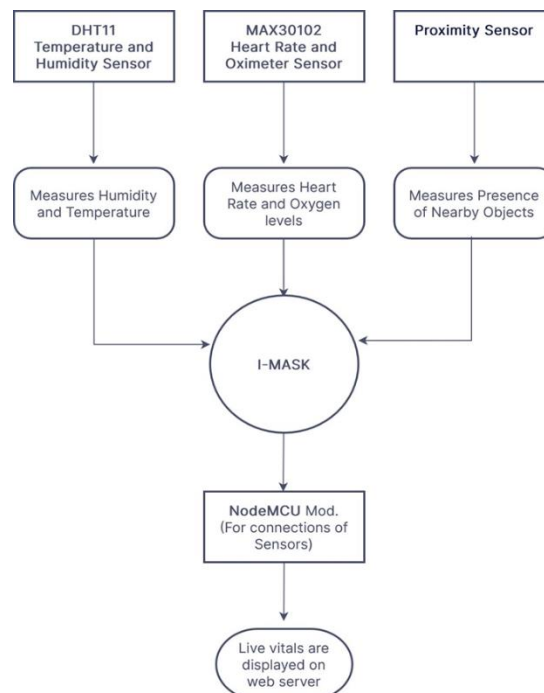 DHT11
Temperature and
Humidity Sensor
MAX30102
Heart Rate and
Oximeter Sensor
Proximity Sensor
Measures Humidity
and Temperature
Measures Heart
Rate and Oxygen
levels
Measures Presence
of Nearby Objects
I-MASK
NodeMCU Mod.
(For connections of
Sensors)
Live vitals are
displayed on
web server